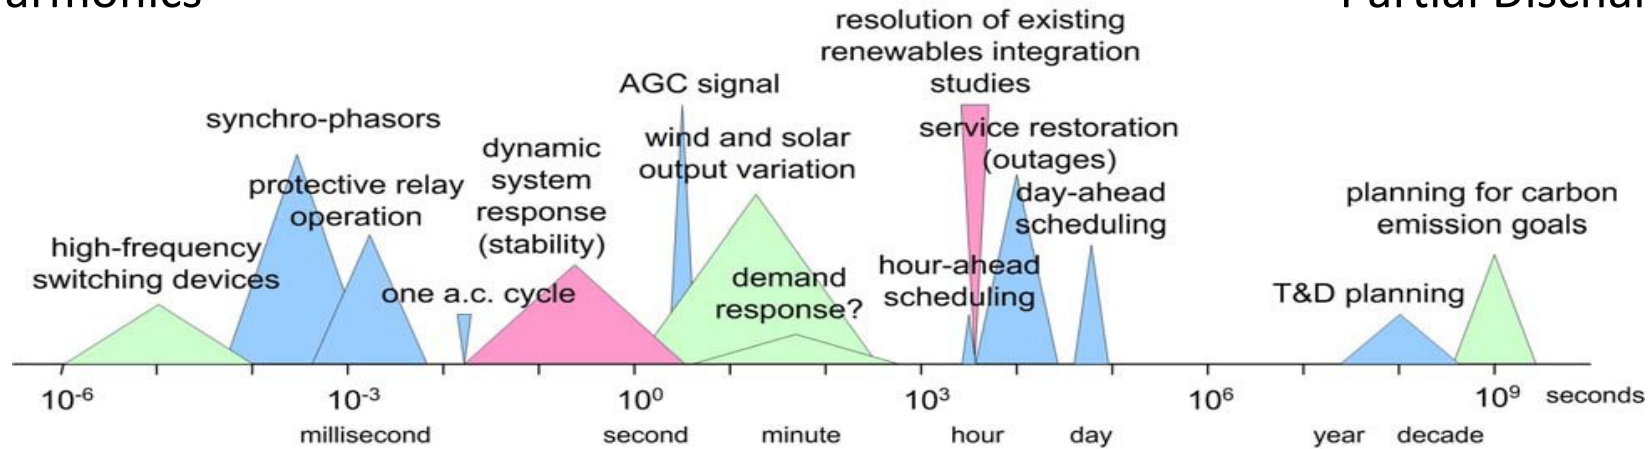 resolution of existing
renewables integration
studies
AGC signal
synchro-phasors
service restoration
(outages)
wind and solar
output variation
dynamic
system
response
(stability)
protective relay
operation
day-ahead
scheduling
planning for carbon
emission goals
high-frequency
switching devices
demand
response?
hour-ahead
scheduling
one a.c. cycle
T&D planning
10-6 10-3 10⁰ 10³ 10⁶ 10⁹ seconds
millisecond second minute hour day year decade